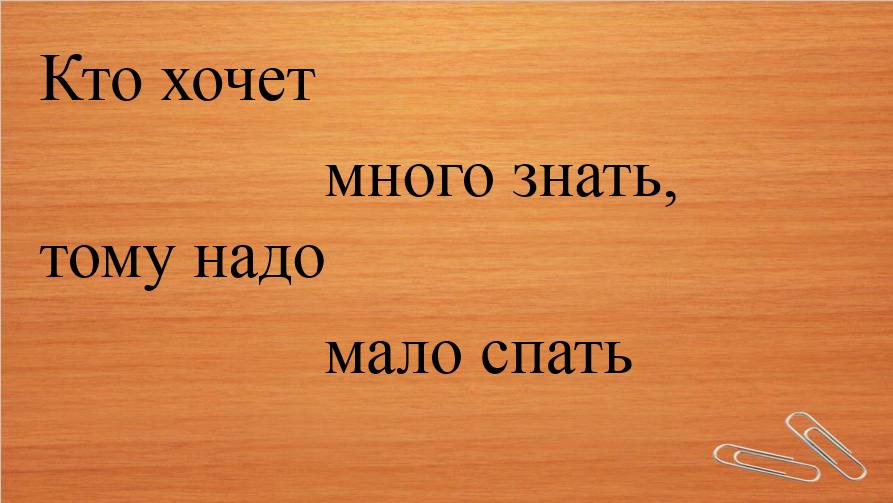 Кто хочет
много знать,
тому надо
мало спать